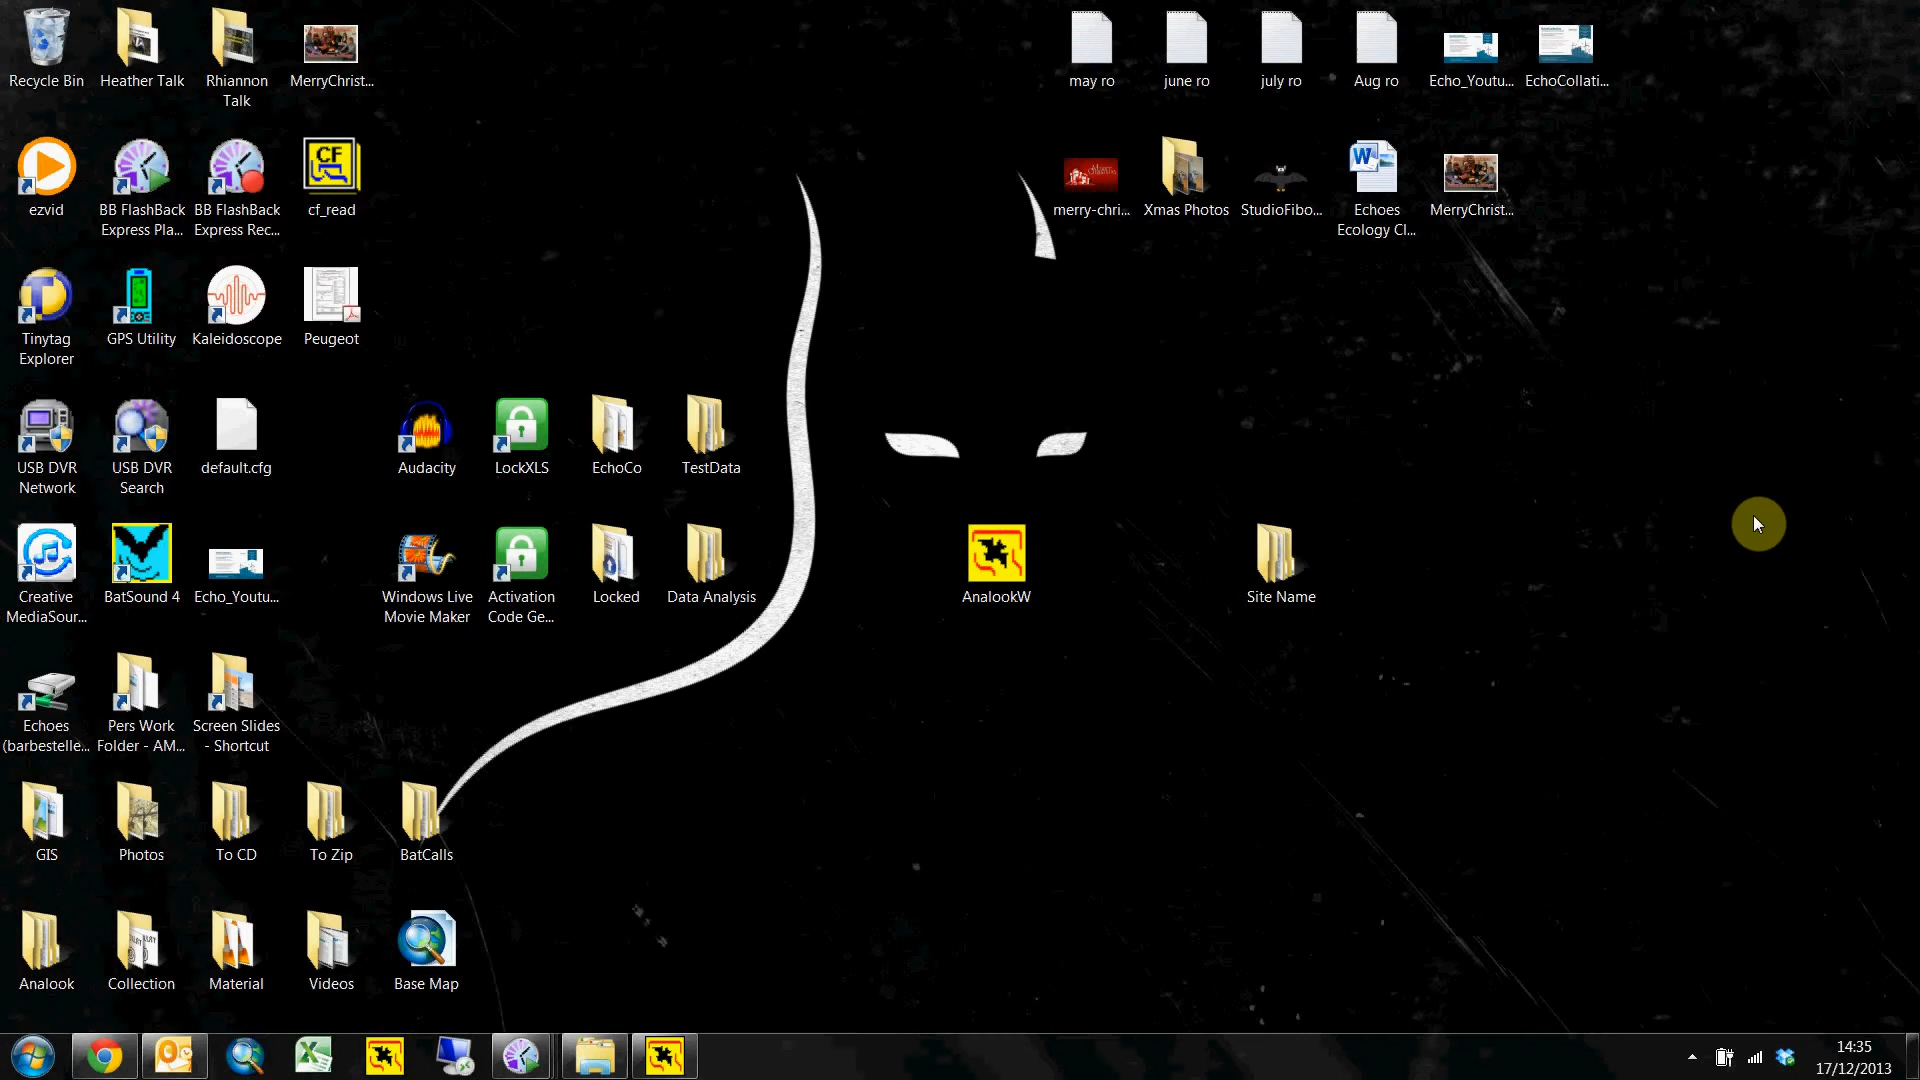 Recycle Bin
Heather Talk
Rhiannon
Talk
MerryChrist...
may ro
june ro
july ro
Aug ro
Echo_Youtu...
EchoCollati...
ezvid
BB FlashBack
Express Pla...
BB FlashBack
Express Rec...
CF
cf_read
merry-chri...
Xmas Photos
StudioFibo...
Echoes
Ecology Cl...
MerryChrist...
Tinytag
Explorer
GPS Utility
Kaleidoscope
Peugeot
USB DVR
Network
USB DVR
Search
default.cfg
Audacity
LockXLS
EchoCo
TestData
Creative
MediaSour...
BatSound 4
Echo_Youtu...
Windows Live
Movie Maker
Activation
Code Ge...
Locked
Data Analysis
AnalookW
Site Name
Echoes
(barbestelle...
Pers Work
Folder - AM...
Screen Slides
- Shortcut
GIS
Photos
To CD
To Zip
BatCalls
Analook
Collection
Material
Videos
Base Map
14:35
17/12/2013